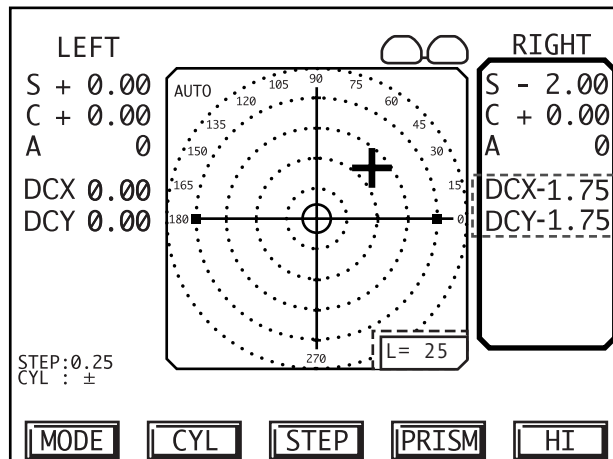 LEFT
S + 0.00
C + 0.00
A 0
DCX 0.00
DCY 0.00
STEP:0.25
CYL : ±
AUTO
90
105
75
120
60
135
45
150
30
165
15
180
0
270
L= 25
RIGHT
S - 2.00
C + 0.00
A 0
DCX-1.75
DCY-1.75
MODE CYL STEP PRISM HI